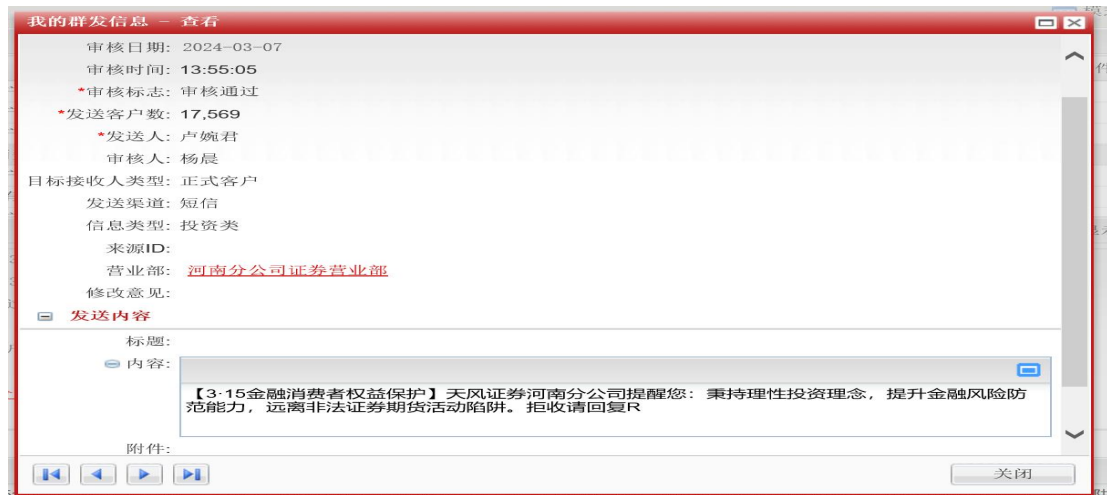 我的群发信息 - 查看
审核日期: 2024-03-07
审核时间: 13:55:05
*审核标志: 审核通过
*发送客户数: 17,569
*发送人: 卢婉君
审核人: 杨晨
目标接收人类型: 正式客户
发送渠道: 短信
信息类型: 投资类
来源ID:
营业部: 河南分公司证券营业部
修改意见:
发送内容
标题:
内容:
【3·15金融消费者权益保护】天风证券河南分公司提醒您：秉持理性投资理念，提升金融风险防
范能力，远离非法证券期货活动陷阱。拒收请回复R
附件:
关闭